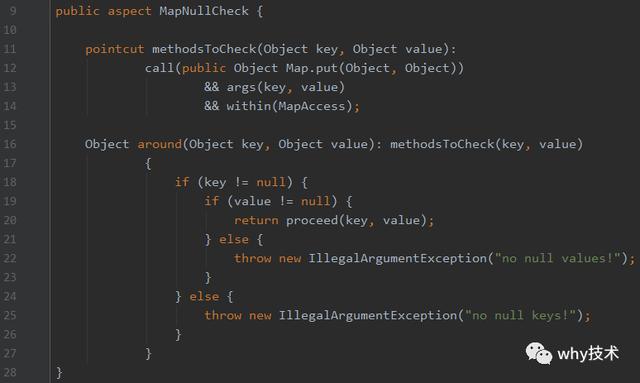 9 public aspect MapNullCheck {
10
11 pointcut methodsToCheck(Object key, Object value):
12 call(public Object Map.put(Object, Object))
13 && args(key, value)
14 && within(MapAccess);
15
16 Object around(Object key, Object value): methodsToCheck(key, value)
17 {
18 if (key != null) {
19 if (value != null) {
20 return proceed(key, value);
21 } else {
22 throw new IllegalArgumentException("no null values!");
23 }
24 } else {
25 throw new IllegalArgumentException("no null keys!");
26 }
27 }
28 }
why技术